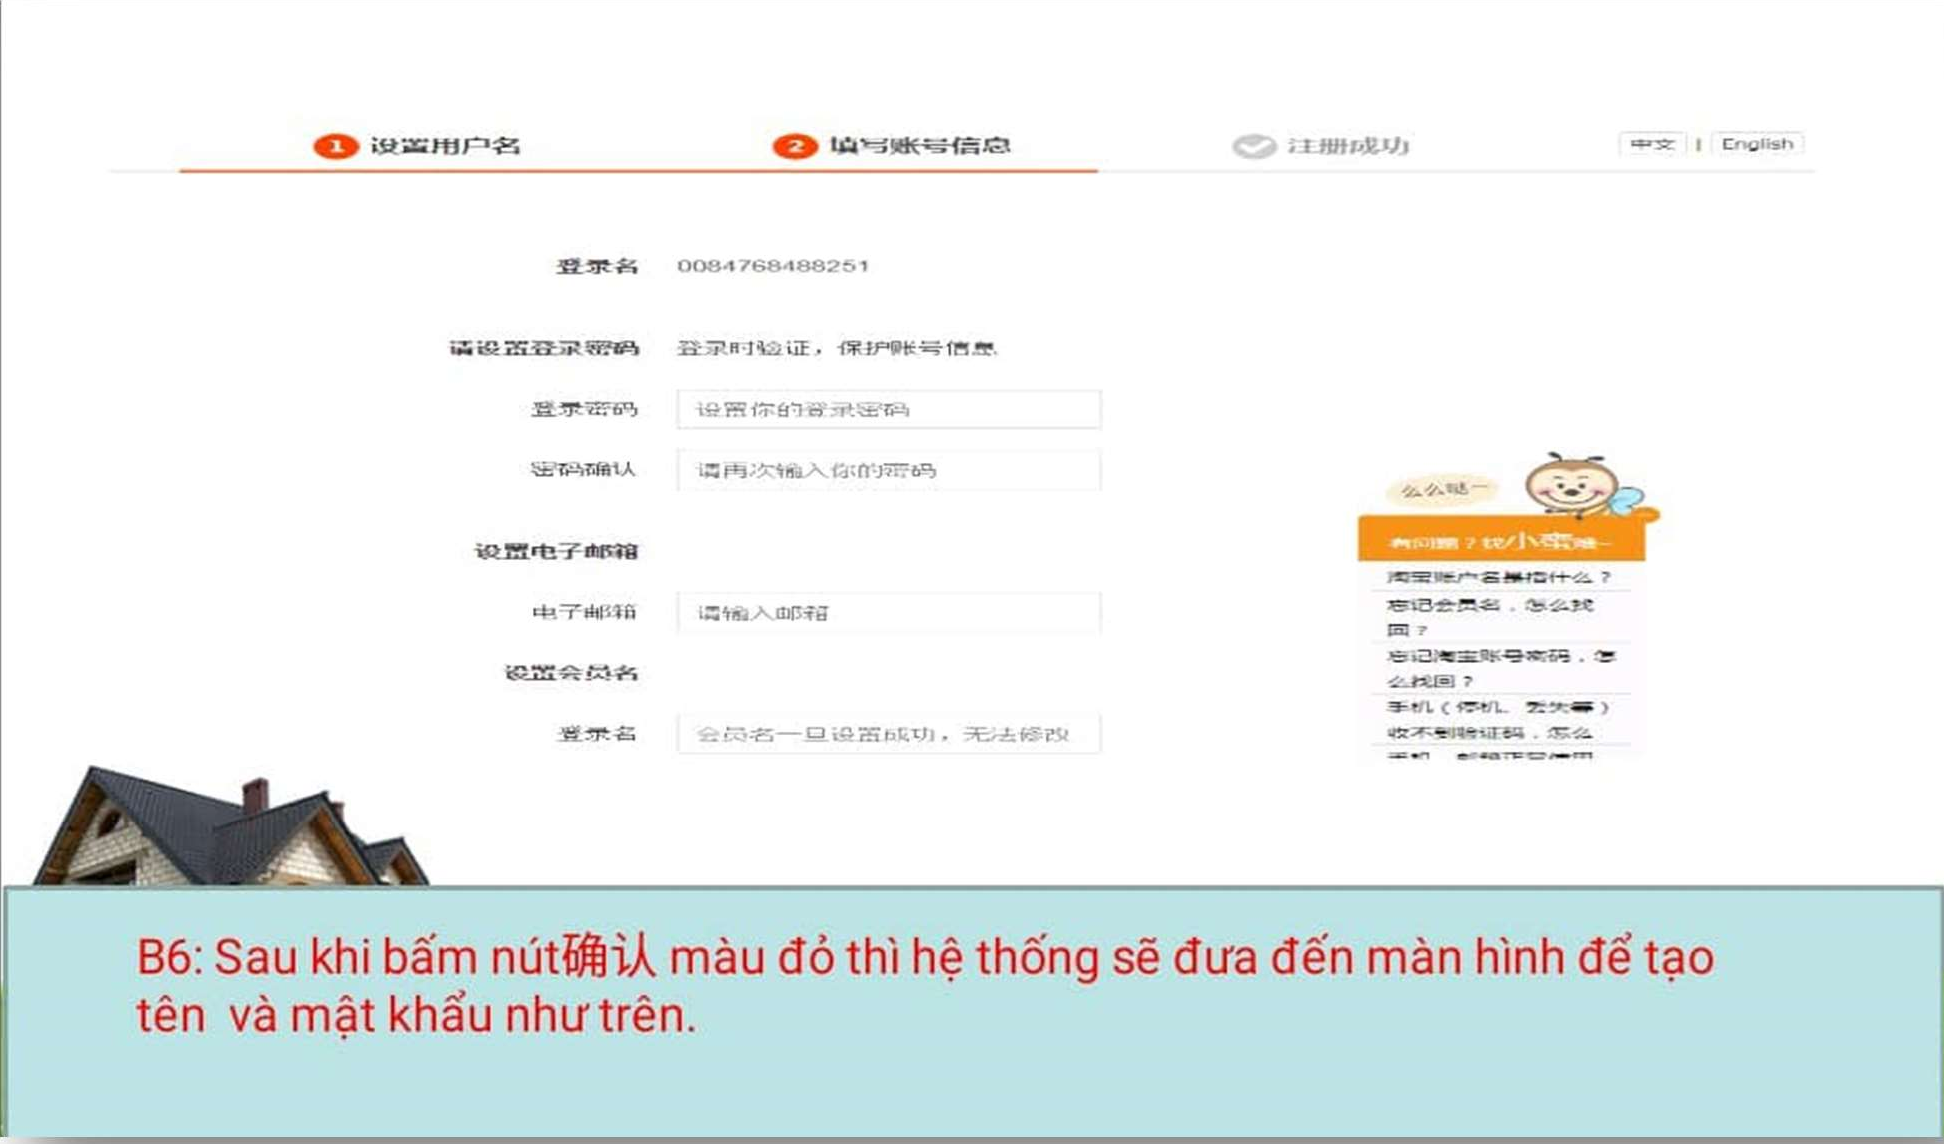 1 设置用户名
2 填写账号信息
注册成功
中文 | English
登录名 0084768488251
请设置登录密码 登录时验证，保护账号信息
登录密码 设置你的登录密码
密码确认 请再次输入你的密码
设置电子邮箱
电子邮箱 请输入邮箱
设置会员名
登录名 会员名一旦设置成功，无法修改
么么哒一
有问题？找小蜜
淘宝账户名是指什么？
忘记会员名，怎么找
回？
忘记淘宝账号密码，怎
么找回？
手机（停机、丢失等）
收不到验证码，怎么
B6: Sau khi bấm nút确认 màu đỏ thì hệ thống sẽ đưa đến màn hình để tạo
tên và mật khẩu như trên.